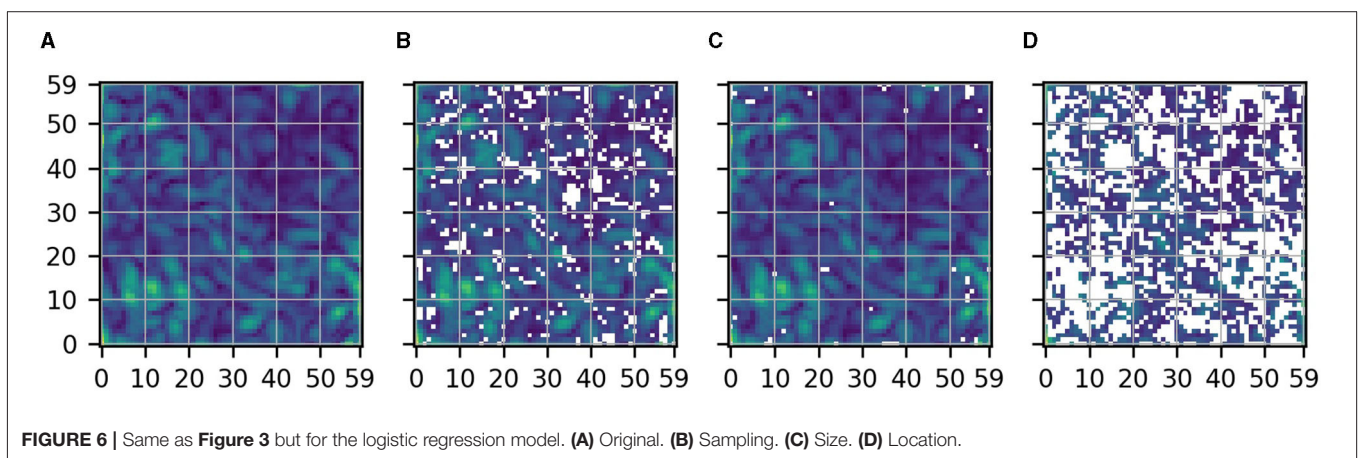 A B C D
59
50
40
30
20
10
0
0 10 20 30 40 50 59 0 10 20 30 40 50 59 0 10 20 30 40 50 59 0 10 20 30 40 50 59
FIGURE 6 | Same as Figure 3 but for the logistic regression model. (A) Original. (B) Sampling. (C) Size. (D) Location.